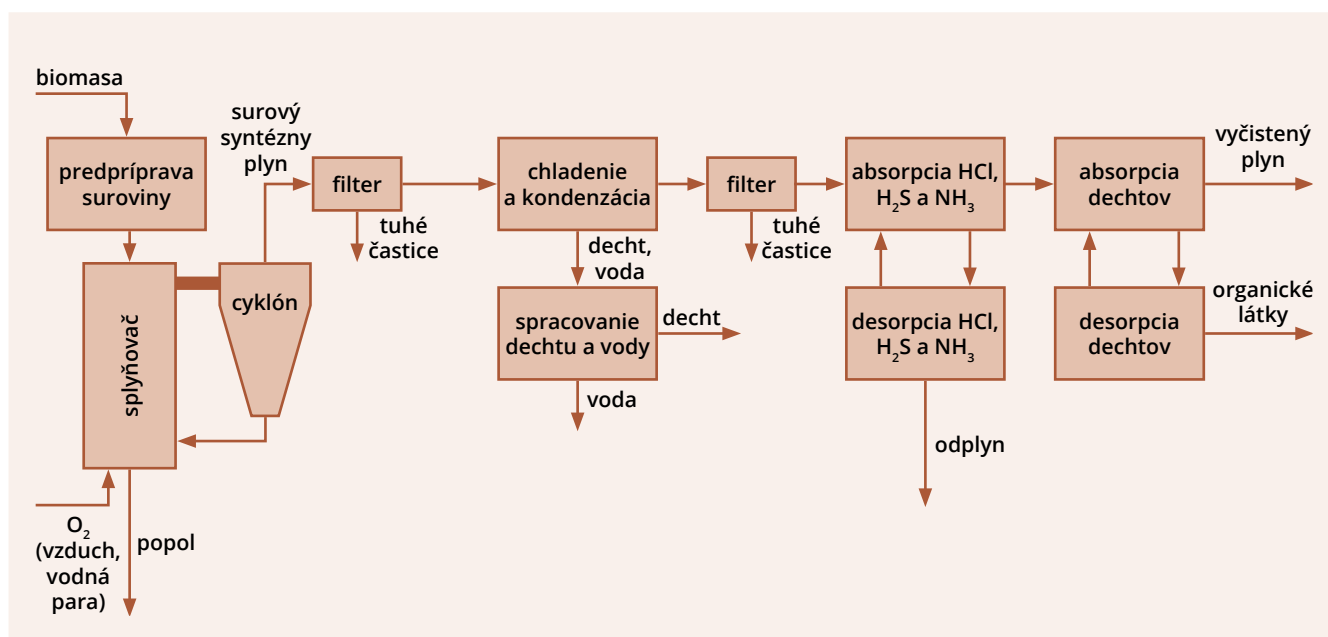 biomasa
predpríprava
suroviny
splyňovač
O₂
(vzduch,
vodná
para)
popol
cyklón
surový
syntézny
plyn
filter
tuhé
častice
chladenie
a kondenzácia
decht,
voda
spracovanie
dechtu a vody
decht
voda
filter
tuhé
častice
absorpcia HCl,
H₂S a NH₃
desorpcia HCl,
H₂S a NH₃
odplyn
absorpcia
dechtov
vyčistený
plyn
desorpcia
dechtov
organické
látky